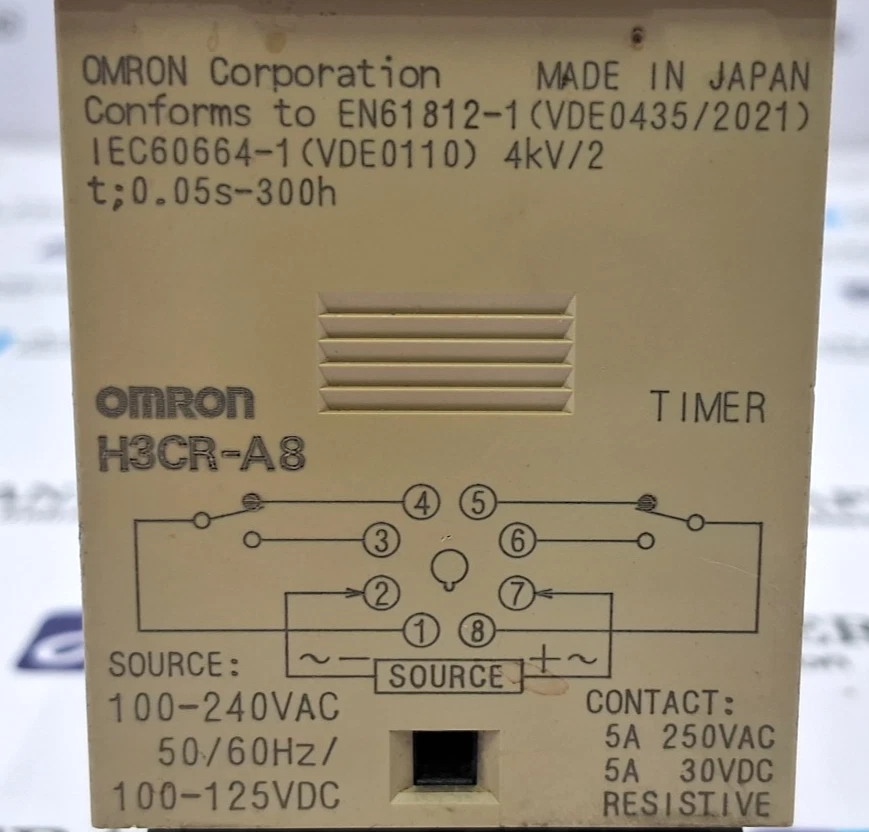 OMRON Corporation MADE IN JAPAN
Conforms to EN61812-1(VDE0435/2021)
IEC60664-1(VDE0110) 4kV/2
t;0.05s-300h
OMRON TIMER
H3CR-A8
4 5
3 6
2 7
1 8
~ − + ~
SOURCE
SOURCE:
100-240VAC
50/60Hz/
100-125VDC
CONTACT:
5A 250VAC
5A 30VDC
RESISTIVE